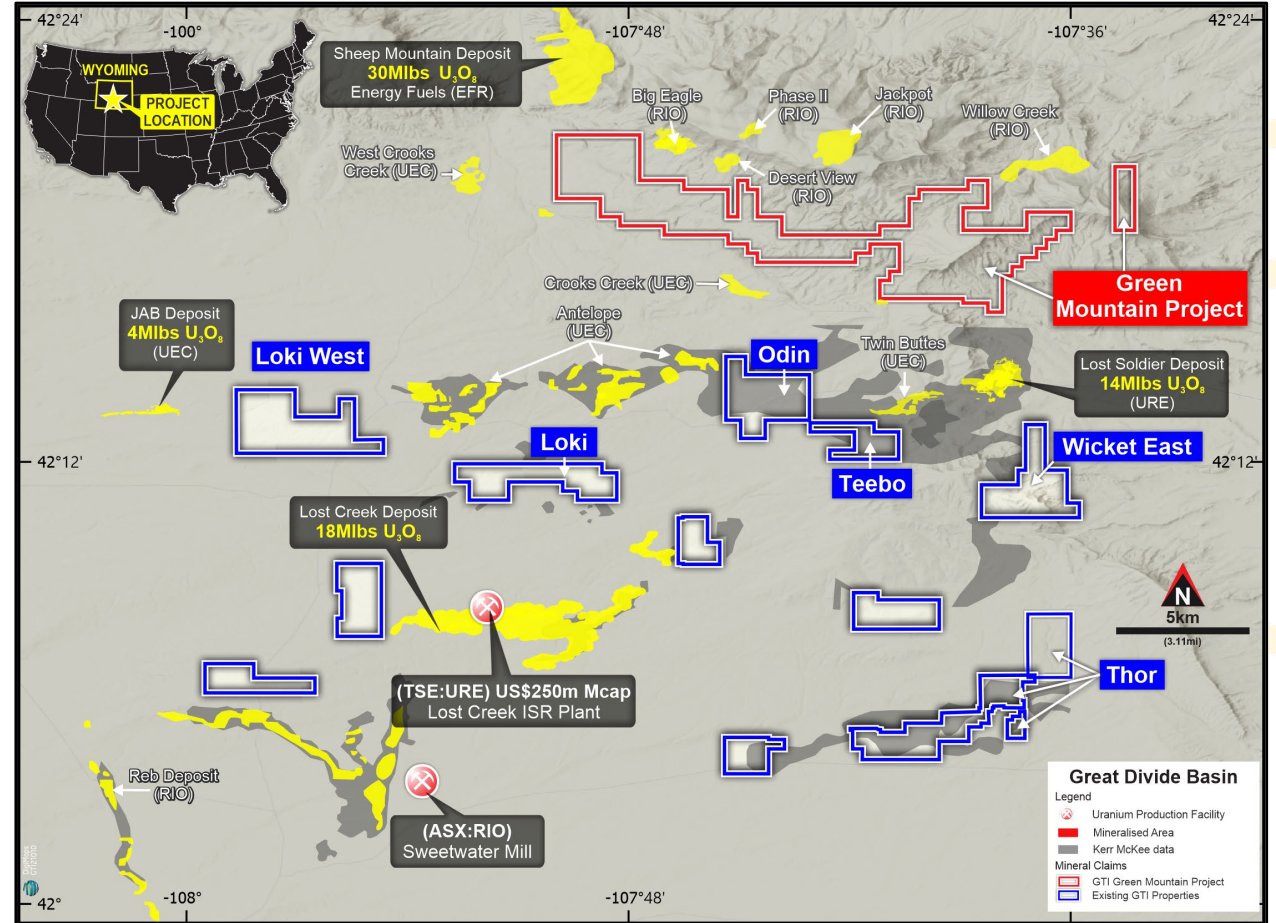 42°24'
-100°
-107°48'
-107°36'
42°24'
WYOMING
PROJECT
LOCATION
Sheep Mountain Deposit
30Mlbs U₃O₈
Energy Fuels (EFR)
Big Eagle
(RIO)
Phase II
(RIO)
Jackpot
(RIO)
Willow Creek
(RIO)
West Crooks
Creek (UEC)
Desert View
(RIO)
Crooks Creek (UEC)
Green
Mountain Project
JAB Deposit
4Mlbs U₃O₈
(UEC)
Loki West
Antelope
(UEC)
Odin
Twin Buttes
(UEC)
Lost Soldier Deposit
14Mlbs U₃O₈
(URE)
42°12'
Loki
Teebo
Wicket East
42°12'
Lost Creek Deposit
18Mlbs U₃O₈
N
5km
(3.11mi)
(TSE:URE) US$250m Mcap
Lost Creek ISR Plant
Thor
Reb Deposit
(RIO)
(ASX:RIO)
Sweetwater Mill
Great Divide Basin
Legend
Uranium Production Facility
Mineralised Area
Kerr McKee data
Mineral Claims
GTI Green Mountain Project
Existing GTI Properties
42°
-108°
-107°48'